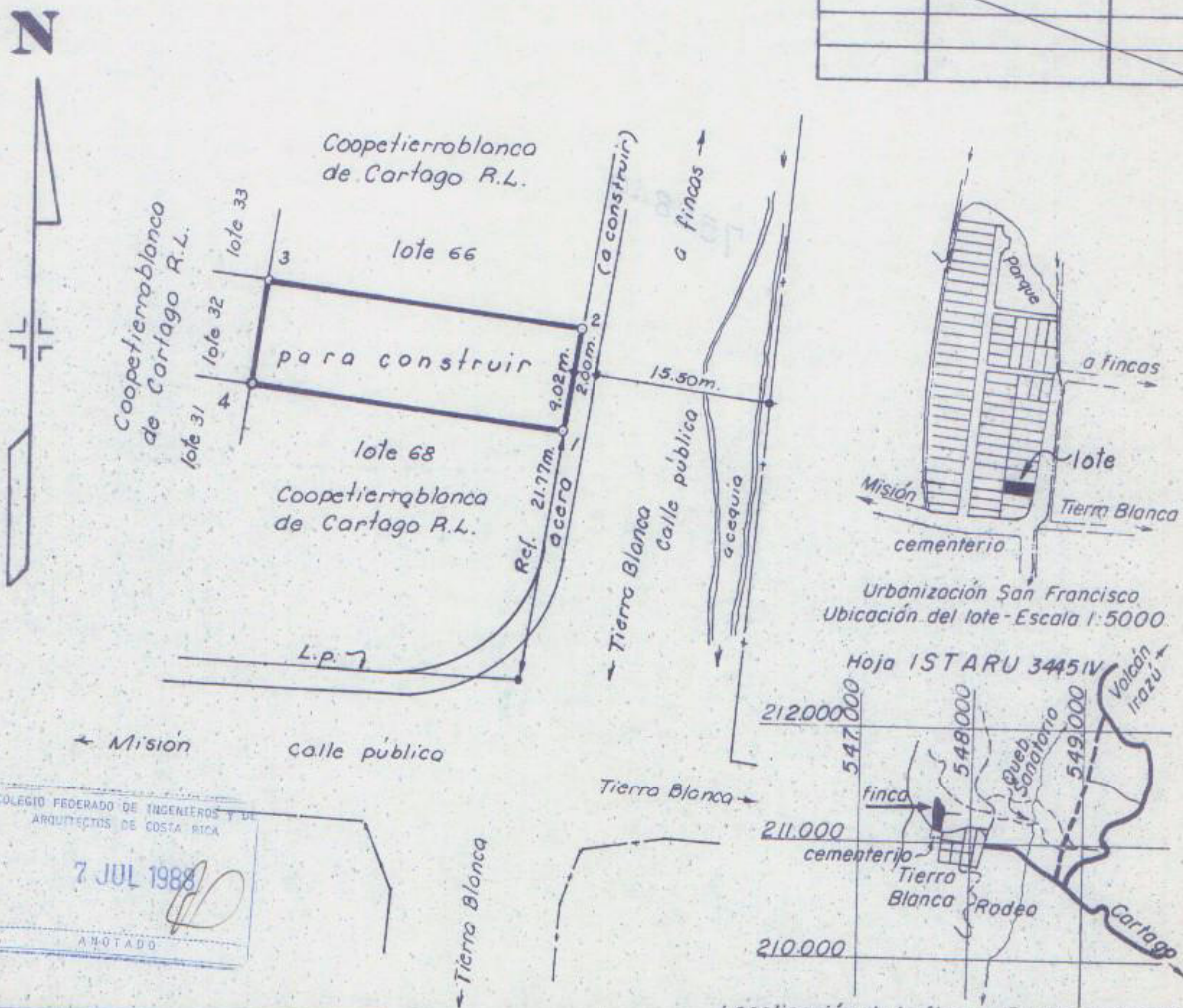 N
Coopetierrablanca
de Cartago R.L.
lote 33
3
lote 66
(a construir)
a fincas
Coopetierrablanca
de Cartago R.L.
lote 32
para construir
2
9.02m.
2.00m.
15.50m.
4
lote 31
1
lote 68
Coopetierrablanca
de Cartago R.L.
Ref. 21.77m.
acera
Tierra Blanca
Calle pública
acequia
L.p.
Misión
Calle pública
Tierra Blanca
Tierra Blanca
COLEGIO FEDERADO DE INGENIEROS Y DE
ARQUITECTOS DE COSTA RICA
7 JUL 1988
ANOTADO
parque
a fincas
lote
Misión
Tierra Blanca
cementerio
Urbanización San Francisco
Ubicación del lote - Escala 1:5000
Hoja ISTARU 3445 IV
Volcán
Irazú
212.000
547.000
548.000
549.000
Queb.
Sanatorio
finca
211.000
cementerio
Tierra
Blanca
Rodeo
Cartago
210.000